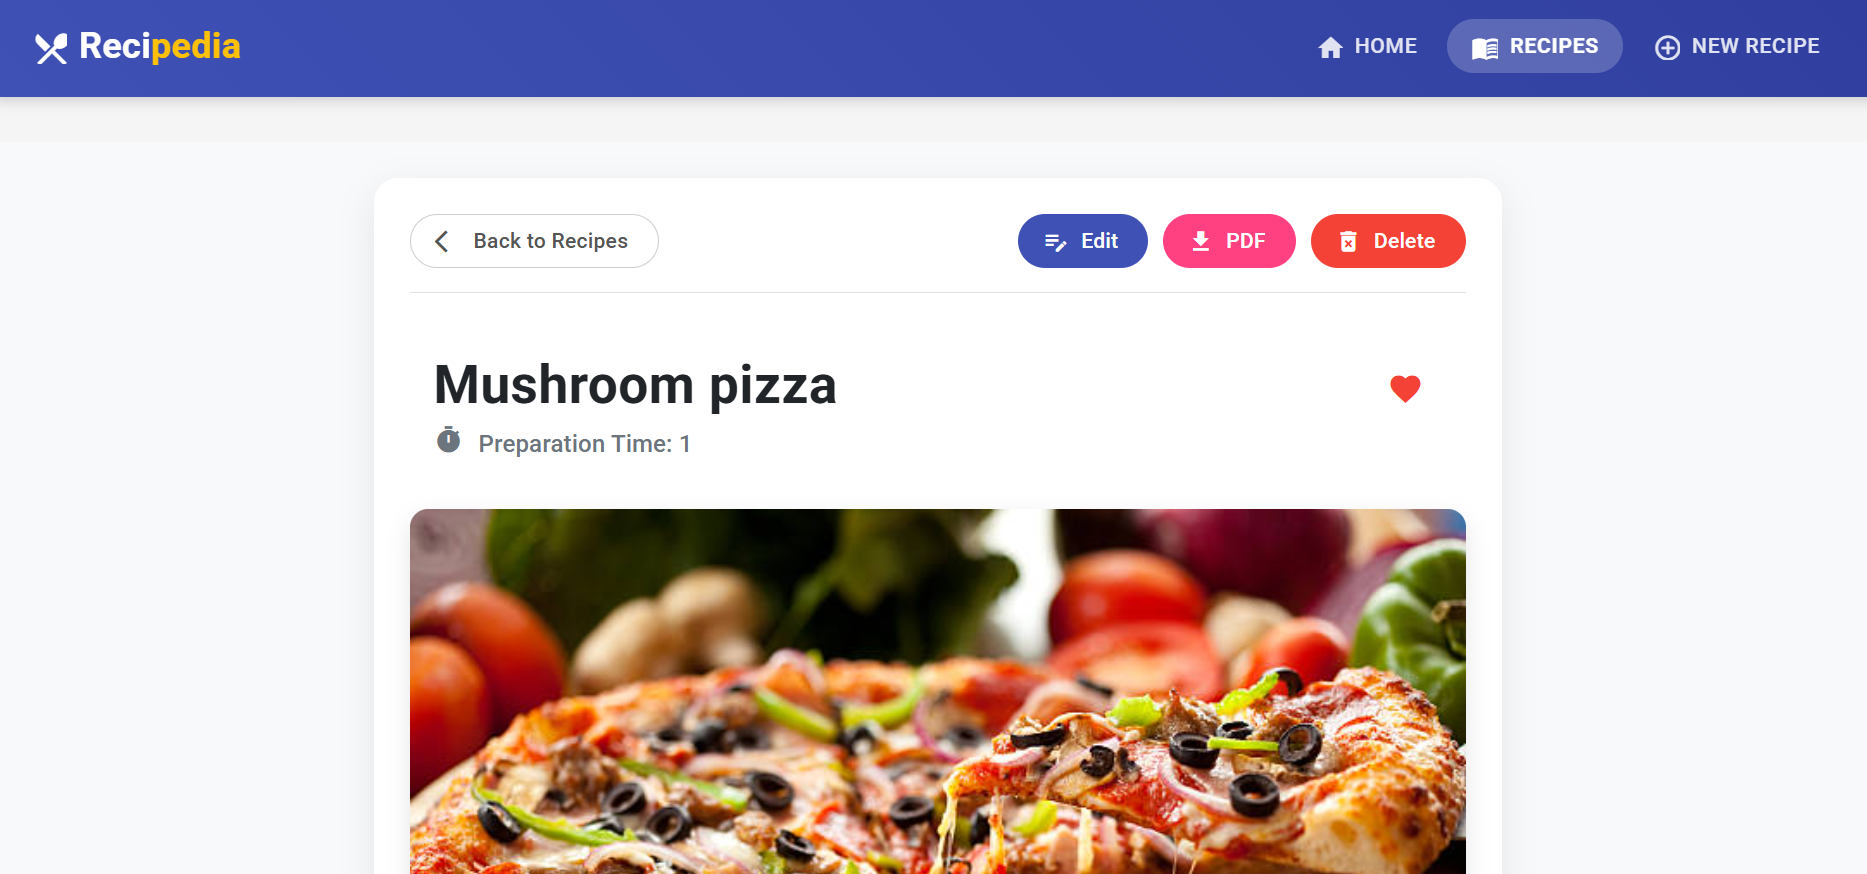 Recipedia
HOME
RECIPES
NEW RECIPE
Back to Recipes
Edit
PDF
Delete
Mushroom pizza
Preparation Time: 1